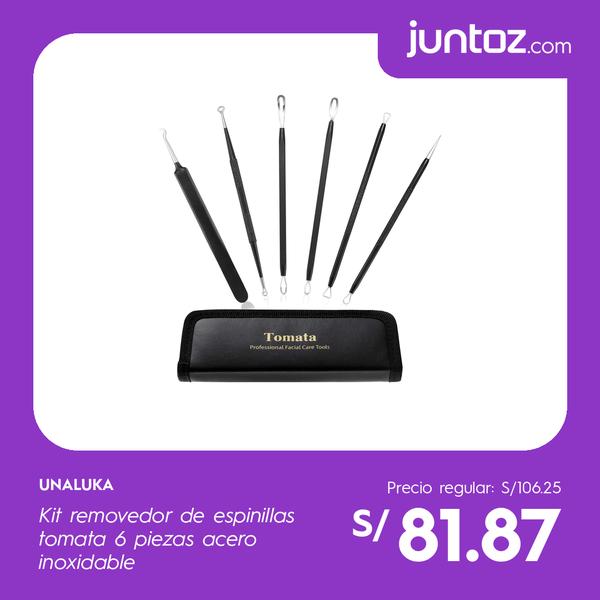 juntoz.com
Tomata
Professional Facial Care Tools
UNALUKA
Kit removedor de espinillas
tomata 6 piezas acero
inoxidable
Precio regular: S/106.25
S/81.87